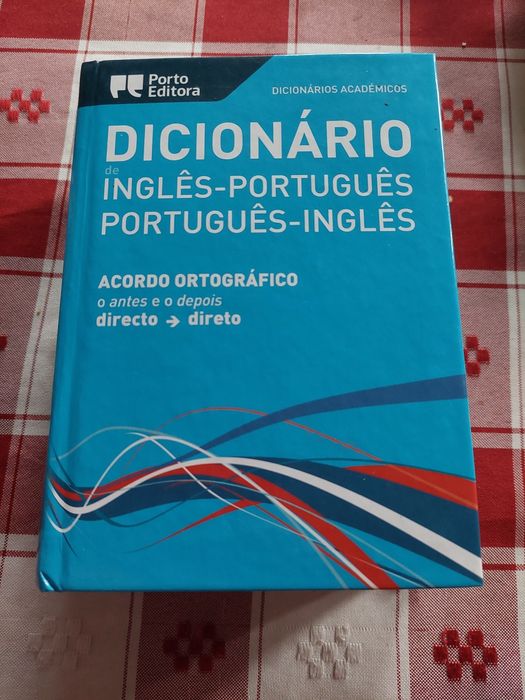 Porto
Editora
DICIONÁRIOS ACADÉMICOS
DICIONÁRIO
de
INGLÊS-PORTUGUÊS
PORTUGUÊS-INGLÊS
ACORDO ORTOGRÁFICO
o antes e o depois
directo → direto